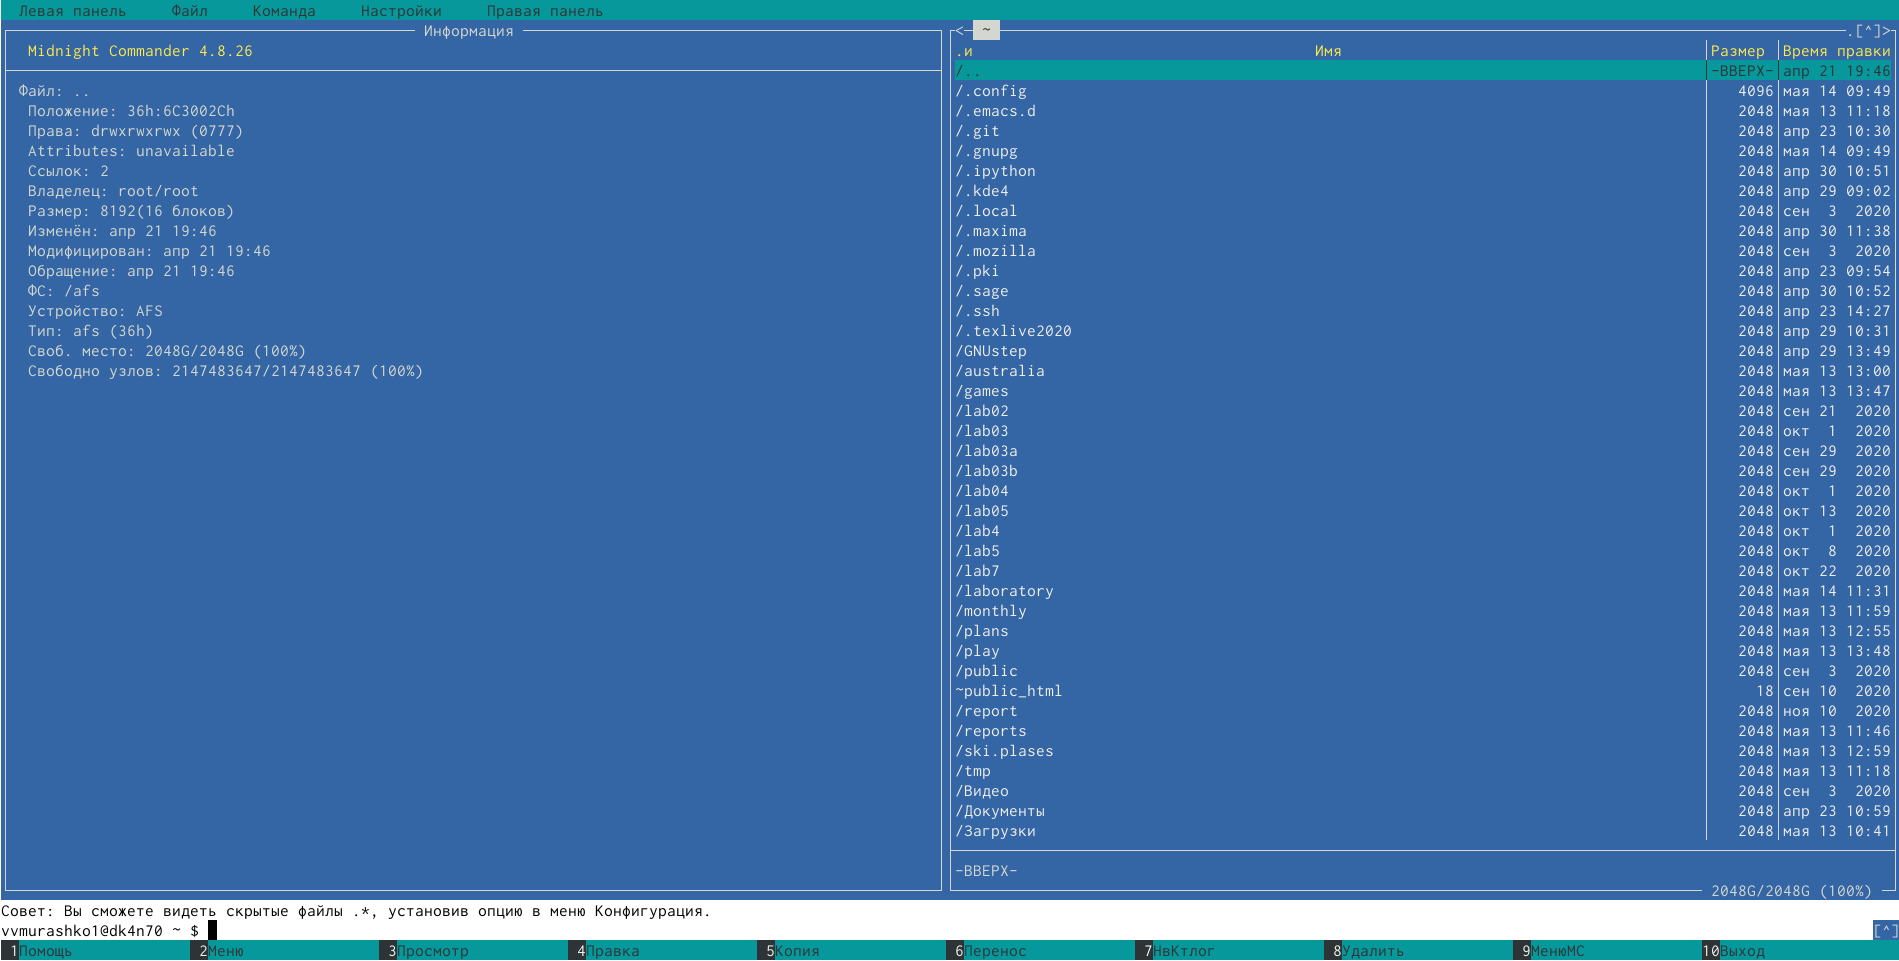 Левая панель Файл Команда Настройки Правая панель
Информация
Midnight Commander 4.8.26
Файл: ..
Положение: 36h:6C3002Ch
Права: drwxrwxrwx (0777)
Attributes: unavailable
Ссылок: 2
Владелец: root/root
Размер: 8192(16 блоков)
Изменён: апр 21 19:46
Модифицирован: апр 21 19:46
Обращение: апр 21 19:46
ФС: /afs
Устройство: AFS
Тип: afs (36h)
Своб. место: 2048G/2048G (100%)
Свободно узлов: 2147483647/2147483647 (100%)
<─ ~ .[^]>
.и Имя Размер Время правки
/.. -ВВЕРХ- апр 21 19:46
/.config 4096 мая 14 09:49
/.emacs.d 2048 мая 13 11:18
/.git 2048 апр 23 10:30
/.gnupg 2048 мая 14 09:49
/.ipython 2048 апр 30 10:51
/.kde4 2048 апр 29 09:02
/.local 2048 сен 3 2020
/.maxima 2048 апр 30 11:38
/.mozilla 2048 сен 3 2020
/.pki 2048 апр 23 09:54
/.sage 2048 апр 30 10:52
/.ssh 2048 апр 23 14:27
/.texlive2020 2048 апр 29 10:31
/GNUstep 2048 апр 29 13:49
/australia 2048 мая 13 13:00
/games 2048 мая 13 13:47
/lab02 2048 сен 21 2020
/lab03 2048 окт 1 2020
/lab03a 2048 сен 29 2020
/lab03b 2048 сен 29 2020
/lab04 2048 окт 1 2020
/lab05 2048 окт 13 2020
/lab4 2048 окт 1 2020
/lab5 2048 окт 8 2020
/lab7 2048 окт 22 2020
/laboratory 2048 мая 14 11:31
/monthly 2048 мая 13 11:59
/plans 2048 мая 13 12:55
/play 2048 мая 13 13:48
/public 2048 сен 3 2020
~public_html 18 сен 10 2020
/report 2048 ноя 10 2020
/reports 2048 мая 13 11:46
/ski.plases 2048 мая 13 12:59
/tmp 2048 мая 13 11:18
/Видео 2048 сен 3 2020
/Документы 2048 апр 23 10:59
/Загрузки 2048 мая 13 10:41
-ВВЕРХ-
2048G/2048G (100%)
Совет: Вы сможете видеть скрытые файлы .*, установив опцию в меню Конфигурация.
vvmurashko1@dk4n70 ~ $ [^]
1Помощь 2Меню 3Просмотр 4Правка 5Копия 6Перенос 7НвКтлог 8Удалить 9МенюMC 10Выход